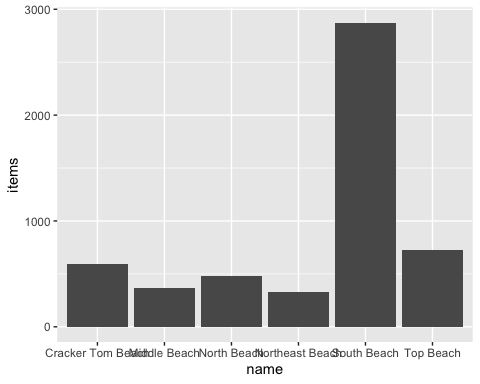 3000
2000
1000
0
items
Cracker Tom Beach Middle Beach North Beach Northeast Beach South Beach Top Beach
name